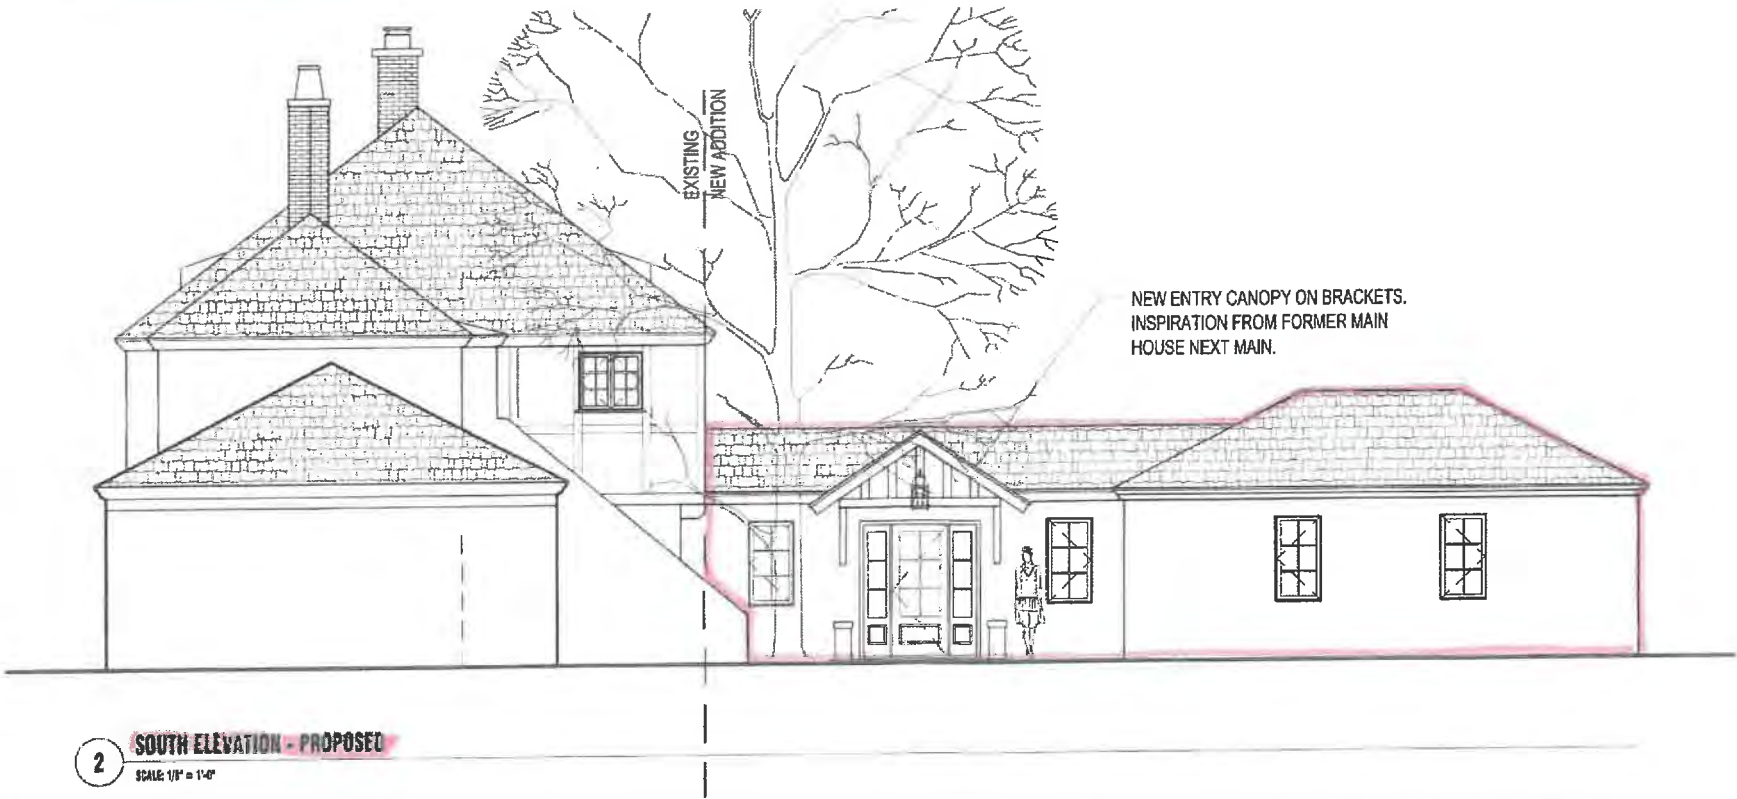 EXISTING
NEW ADDITION
NEW ENTRY CANOPY ON BRACKETS.
INSPIRATION FROM FORMER MAIN
HOUSE NEXT MAIN.
2
SOUTH ELEVATION - PROPOSED
SCALE: 1/8" = 1'-0"